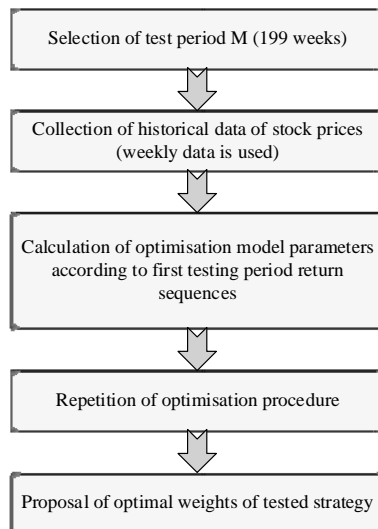 Selection of test period M (199 weeks)
Collection of historical data of stock prices
(weekly data is used)
Calculation of optimisation model parameters
according to first testing period return
sequences
Repetition of optimisation procedure
Proposal of optimal weights of tested strategy